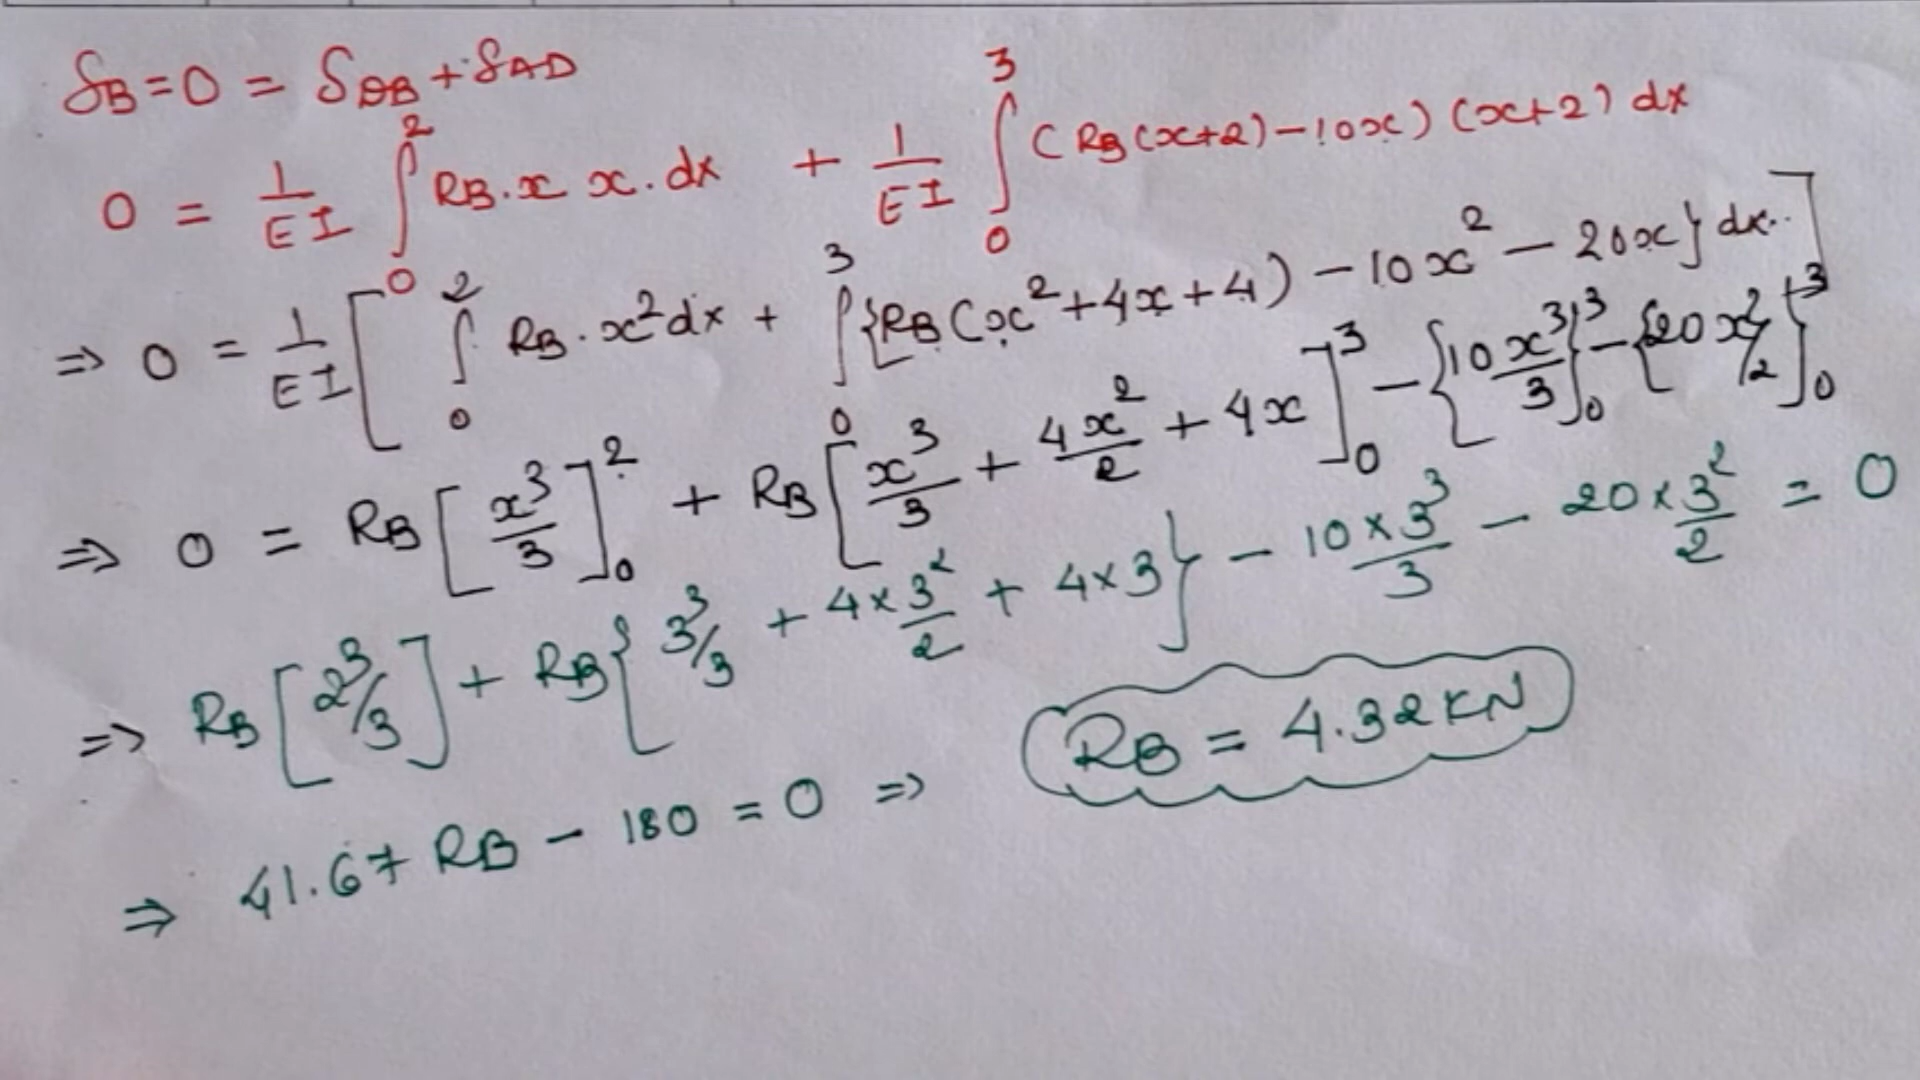 δB = 0 = δDB + δAD
0 = 1/EI ∫₀² RB.x x.dx + 1/EI ∫₀³ (RB(x+2)-10x) (x+2) dx
⇒ 0 = 1/EI [ ∫₀² RB.x²dx + ∫₀³ {RB(x²+4x+4) - 10x² - 20x} dx. ]
⇒ 0 = RB [x³/3]₀² + RB [x³/3 + 4x²/2 + 4x]₀³ - {10x³/3}₀³ - {20x²/2}₀³
⇒ RB [2³/3] + RB {3³/3 + 4×3²/2 + 4×3} - 10×3³/3 - 20×3²/2 = 0
⇒ 41.67 RB - 180 = 0 ⇒ RB = 4.32KN